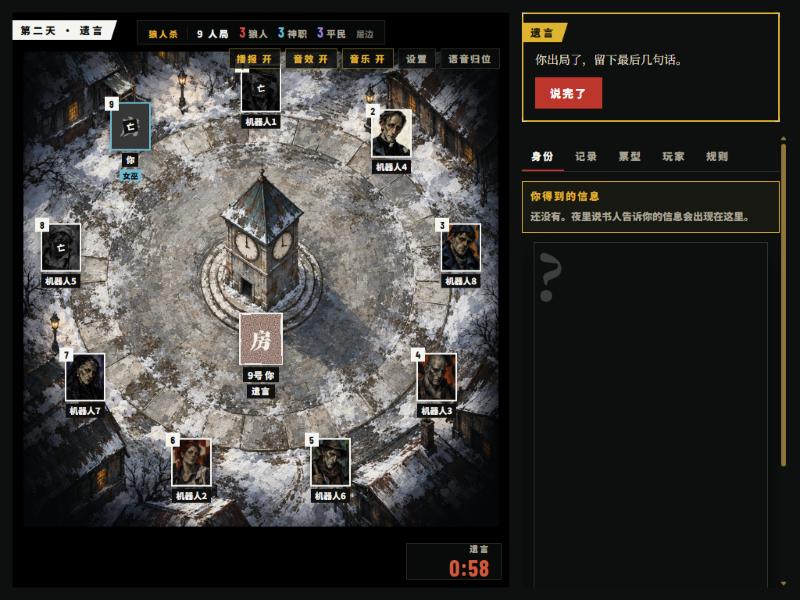 第二天 · 遗言
狼人杀 9 人局 3狼人 3神职 3平民 屠边
播报 开 音效 开 音乐 开 设置 语音归位
亡
机器人1
9
亡
你
女巫
2
机器人4
8
亡
机器人5
3
机器人8
房
9号 你
遗言
7
机器人7
4
机器人3
6
机器人2
5
机器人6
遗言
0:58
遗言
你出局了，留下最后几句话。
说完了
身份 记录 票型 玩家 规则
你得到的信息
还没有。夜里说书人告诉你的信息会出现在这里。
?